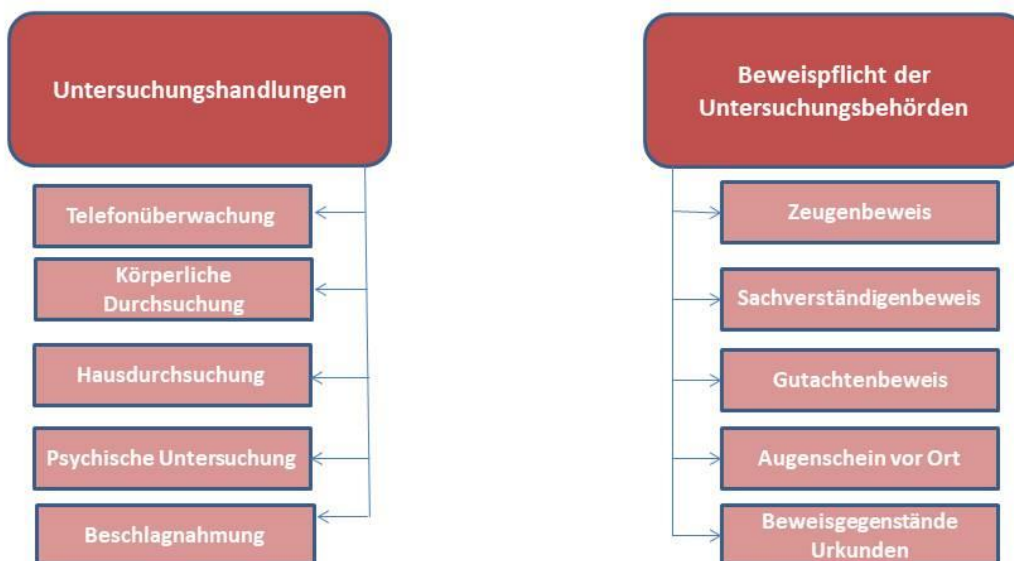 Untersuchungshandlungen
Telefonüberwachung
Körperliche
Durchsuchung
Hausdurchsuchung
Psychische Untersuchung
Beschlagnahmung
Beweispflicht der
Untersuchungsbehörden
Zeugenbeweis
Sachverständigenbeweis
Gutachtenbeweis
Augenschein vor Ort
Beweisgegenstände
Urkunden